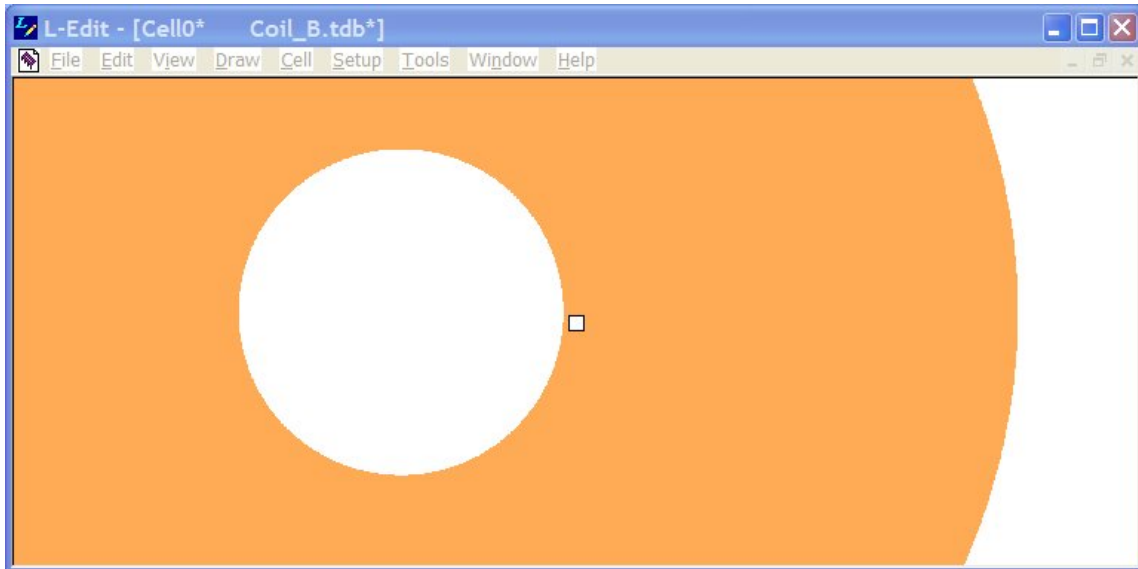 L-Edit - [Cell0* Coil_B.tdb*]
File Edit View Draw Cell Setup Tools Window Help